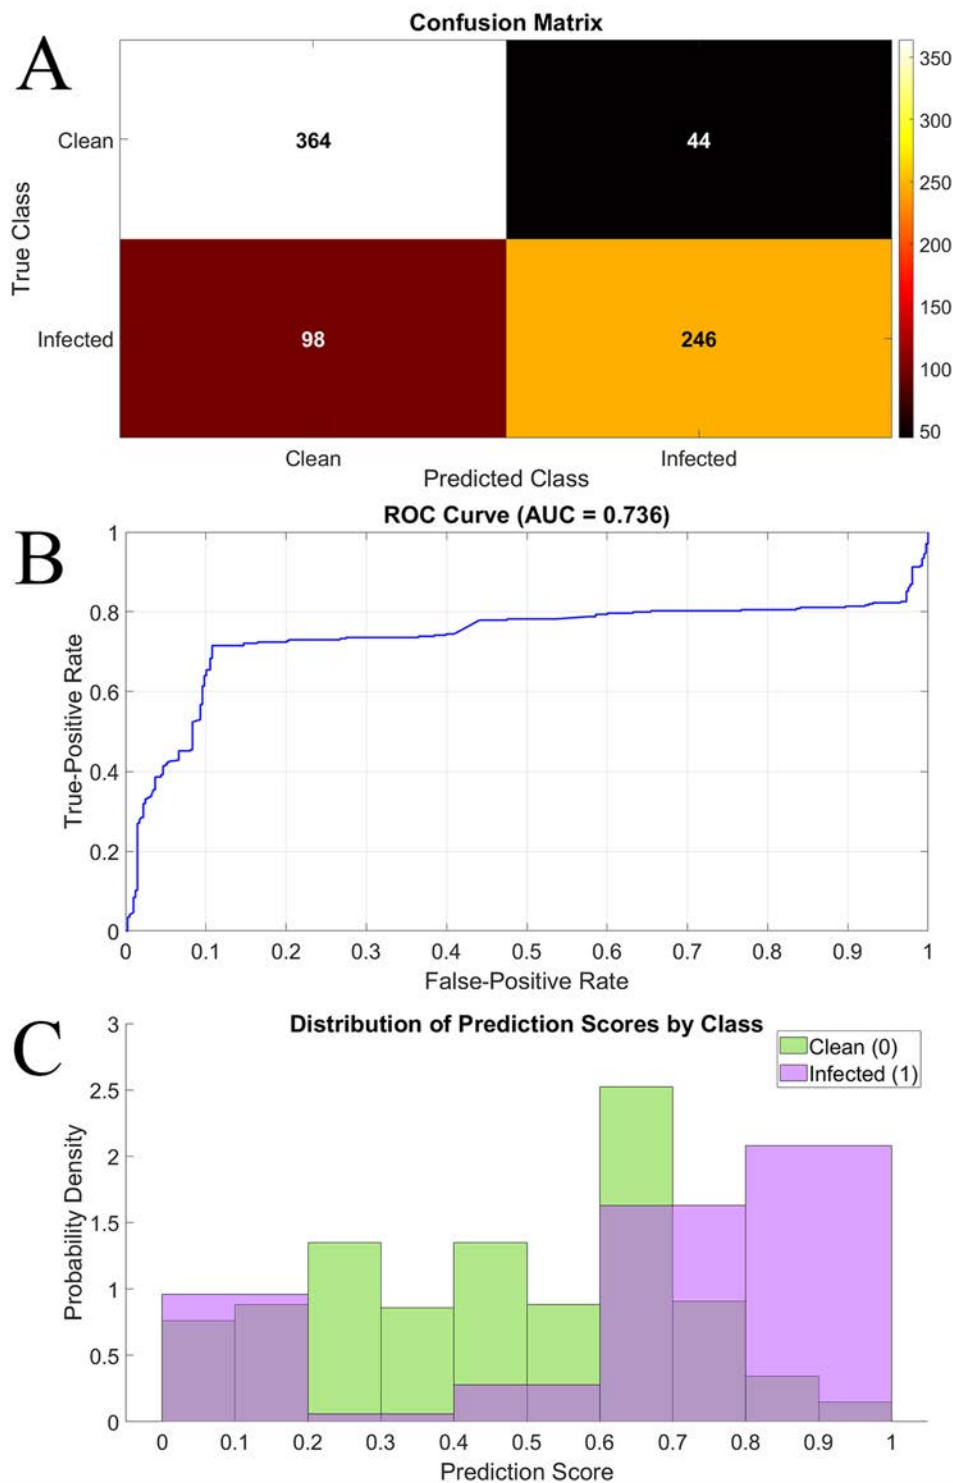 A
Confusion Matrix
True Class
Clean
364
44
Infected
98
246
Clean
Infected
Predicted Class
350
300
250
200
150
100
50
B
ROC Curve (AUC = 0.736)
True-Positive Rate
1
0.8
0.6
0.4
0.2
0
0 0.1 0.2 0.3 0.4 0.5 0.6 0.7 0.8 0.9 1
False-Positive Rate
C
Distribution of Prediction Scores by Class
Clean (0)
Infected (1)
Probability Density
3
2.5
2
1.5
1
0.5
0
0 0.1 0.2 0.3 0.4 0.5 0.6 0.7 0.8 0.9 1
Prediction Score